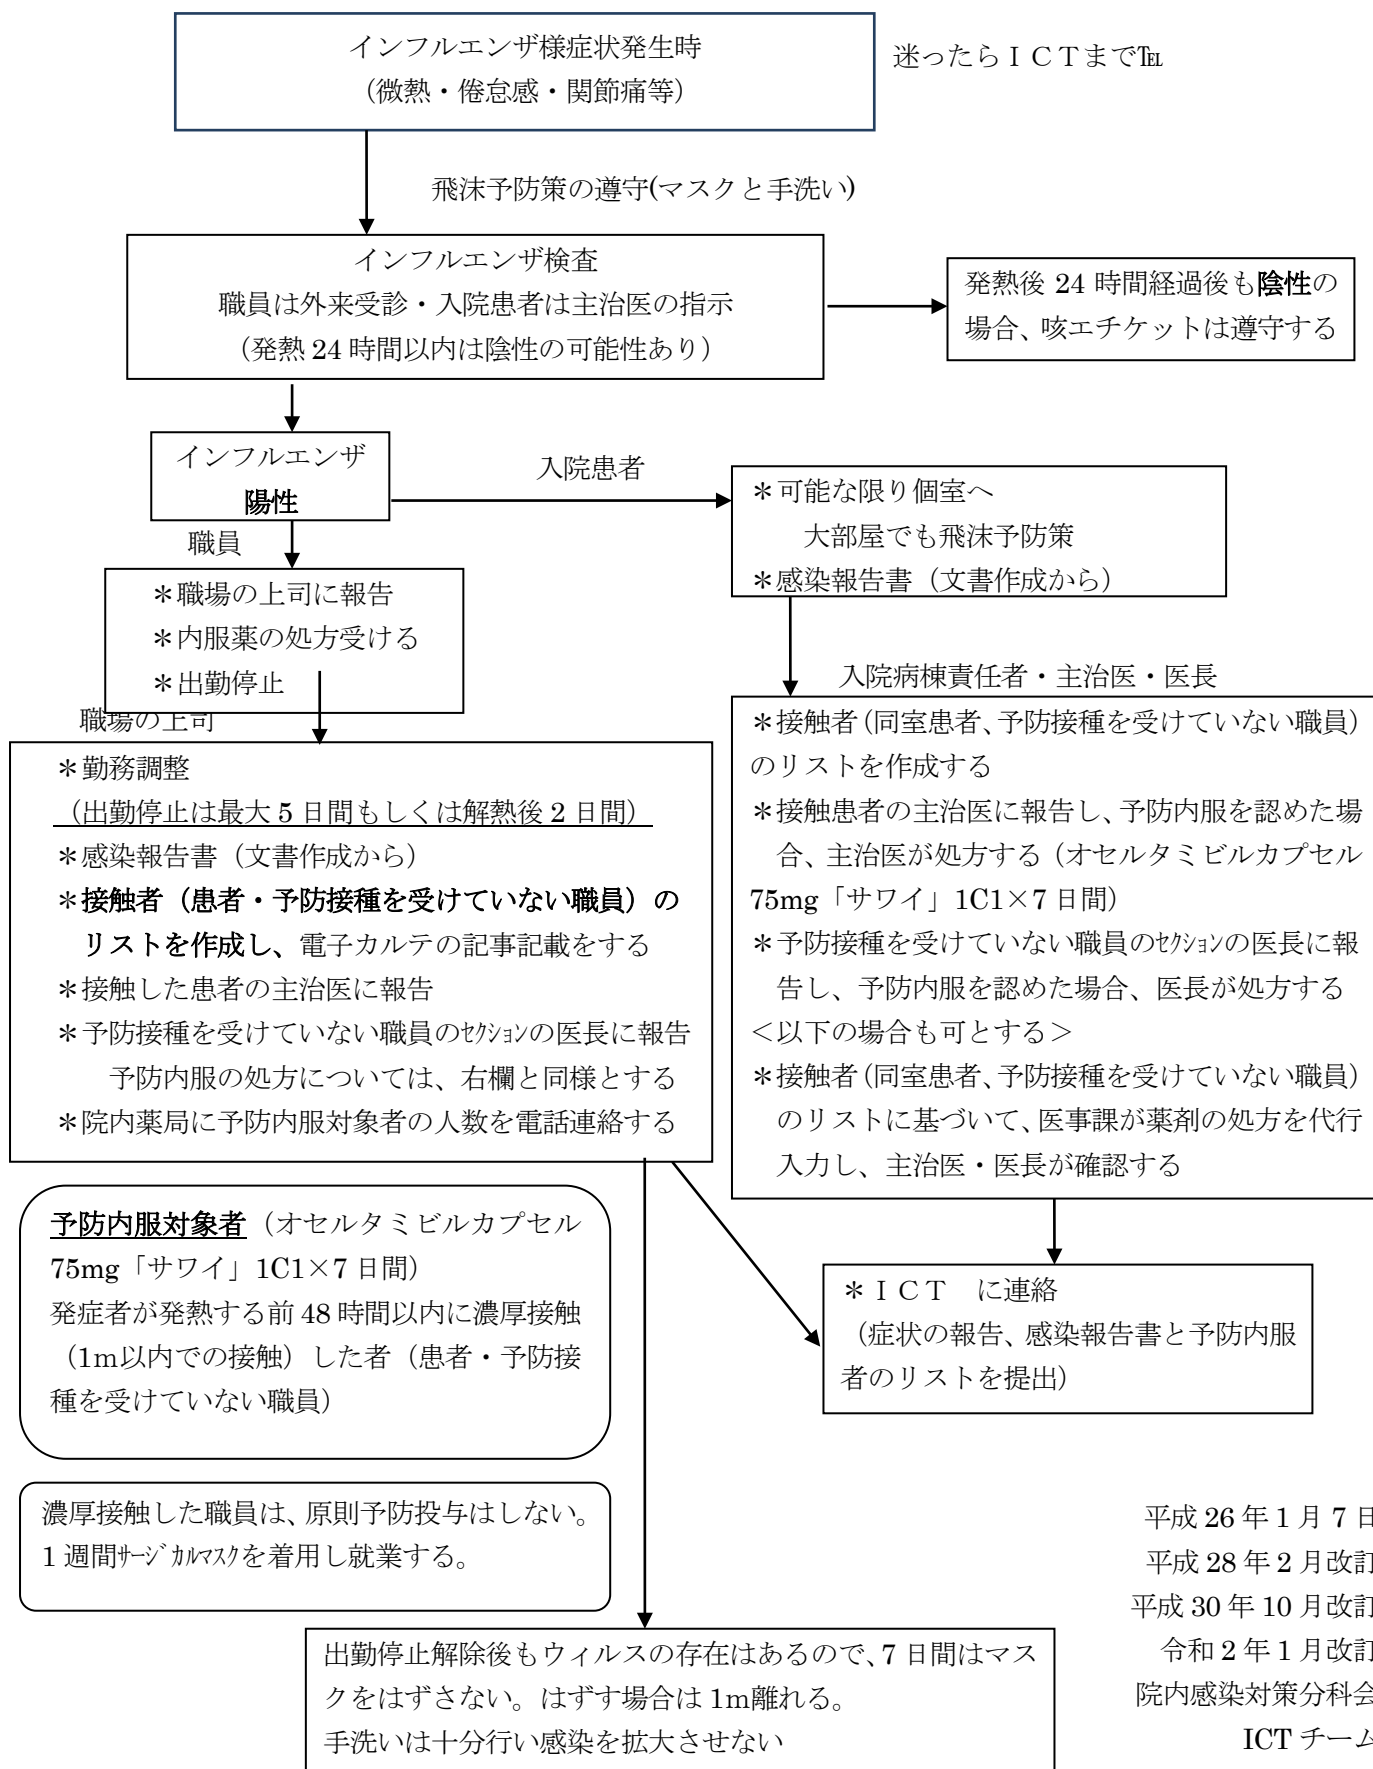 インフルエンザ様症状発生時
（微熱・倦怠感・関節痛等）
迷ったらＩＣＴまで℡
飛沫予防策の遵守(マスクと手洗い)
インフルエンザ検査
職員は外来受診・入院患者は主治医の指示
（発熱 24 時間以内は陰性の可能性あり）
発熱後 24 時間経過後も陰性の
場合、咳エチケットは遵守する
インフルエンザ
陽性
入院患者
＊可能な限り個室へ
大部屋でも飛沫予防策
＊感染報告書（文書作成から）
職員
＊職場の上司に報告
＊内服薬の処方受ける
＊出勤停止
職場の上司
＊勤務調整
（出勤停止は最大 5 日間もしくは解熱後 2 日間）
＊感染報告書（文書作成から）
＊接触者（患者・予防接種を受けていない職員）の
リストを作成し、電子カルテの記事記載をする
＊接触した患者の主治医に報告
＊予防接種を受けていない職員のｾｸｼｮﾝの医長に報告
予防内服の処方については、右欄と同様とする
＊院内薬局に予防内服対象者の人数を電話連絡する
入院病棟責任者・主治医・医長
＊接触者（同室患者、予防接種を受けていない職員）
のリストを作成する
＊接触患者の主治医に報告し、予防内服を認めた場
合、主治医が処方する（オセルタミビルカプセル
75mg「サワイ」1C1×7 日間）
＊予防接種を受けていない職員のｾｸｼｮﾝの医長に報
告し、予防内服を認めた場合、医長が処方する
＜以下の場合も可とする＞
＊接触者（同室患者、予防接種を受けていない職員）
のリストに基づいて、医事課が薬剤の処方を代行
入力し、主治医・医長が確認する
予防内服対象者（オセルタミビルカプセル
75mg「サワイ」1C1×7 日間）
発症者が発熱する前 48 時間以内に濃厚接触
（1ｍ以内での接触）した者（患者・予防接
種を受けていない職員）
＊ＩＣＴ　に連絡
（症状の報告、感染報告書と予防内服
者のリストを提出）
濃厚接触した職員は、原則予防投与はしない。
1 週間ｻｰｼﾞｶﾙﾏｽｸを着用し就業する。
出勤停止解除後もウィルスの存在はあるので、7 日間はマス
クをはずさない。はずす場合は 1ｍ離れる。
手洗いは十分行い感染を拡大させない
平成 26 年 1 月 7 日
平成 28 年 2 月改訂
平成 30 年 10 月改訂
令和 2 年 1 月改訂
院内感染対策分科会
ICT チーム